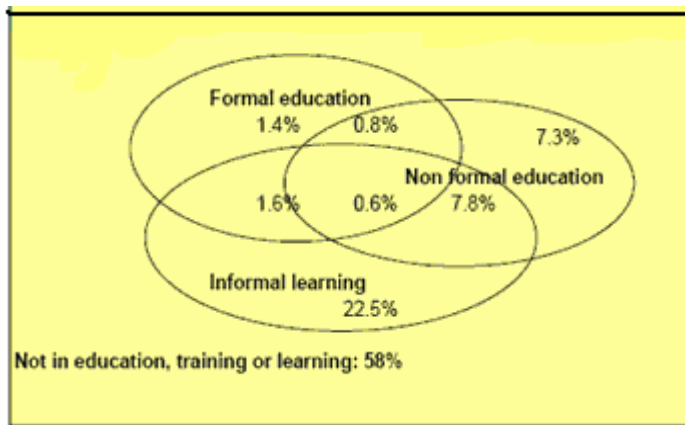 Formal education
1.4% 0.8%
7.3%
Non formal education
1.6% 0.6% 7.8%
Informal learning
22.5%
Not in education, training or learning: 58%